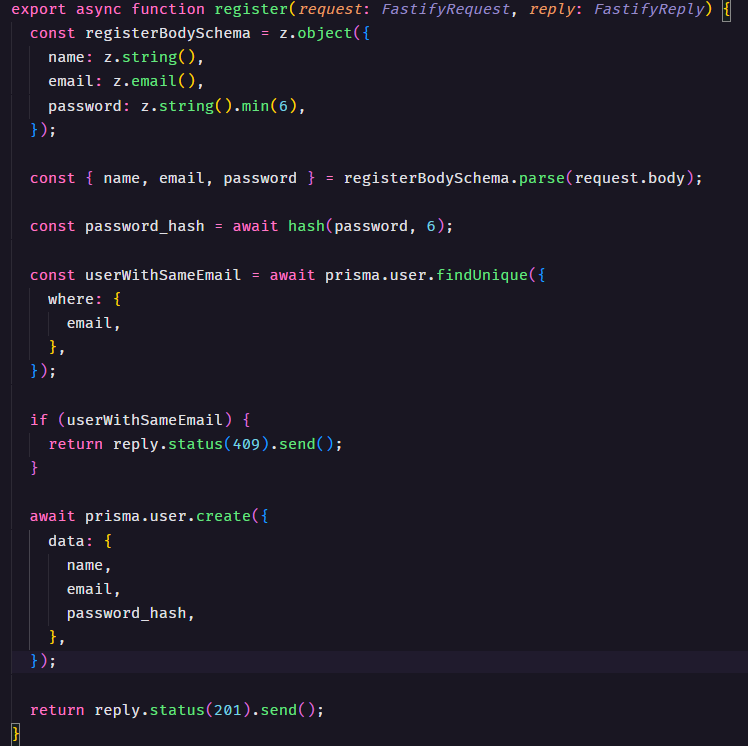 export async function register(request: FastifyRequest, reply: FastifyReply) {
  const registerBodySchema = z.object({
    name: z.string(),
    email: z.email(),
    password: z.string().min(6),
  });

  const { name, email, password } = registerBodySchema.parse(request.body);

  const password_hash = await hash(password, 6);

  const userWithSameEmail = await prisma.user.findUnique({
    where: {
      email,
    },
  });

  if (userWithSameEmail) {
    return reply.status(409).send();
  }

  await prisma.user.create({
    data: {
      name,
      email,
      password_hash,
    },
  });

  return reply.status(201).send();
}